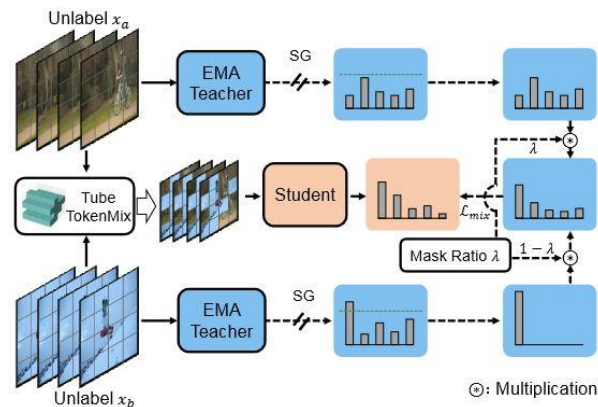 Unlabel x_a
EMA
Teacher
SG
λ
Tube
TokenMix
Student
ℒ_mix
Mask Ratio λ
1 − λ
EMA
Teacher
SG
Unlabel x_b
⊛: Multiplication